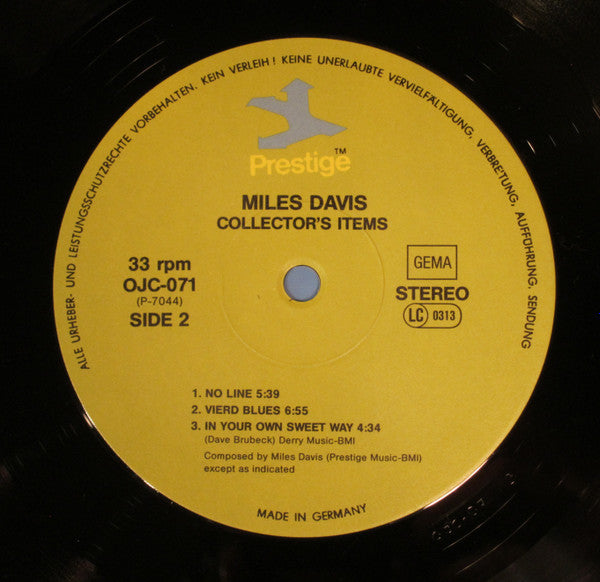 ALLE URHEBER- UND LEISTUNGSSCHUTZRECHTE VORBEHALTEN. KEIN VERLEIH! KEINE UNERLAUBTE VERVIELFÄLTIGUNG, VERBREITUNG, AUFFÜHRUNG, SENDUNG
Prestige™
MILES DAVIS
COLLECTOR'S ITEMS
33 rpm
OJC-071
(P-7044)
SIDE 2
GEMA
STEREO
LC 0313
1. NO LINE 5:39
2. VIERD BLUES 6:55
3. IN YOUR OWN SWEET WAY 4:34
(Dave Brubeck) Derry Music-BMI
Composed by Miles Davis (Prestige Music-BMI)
except as indicated
MADE IN GERMANY